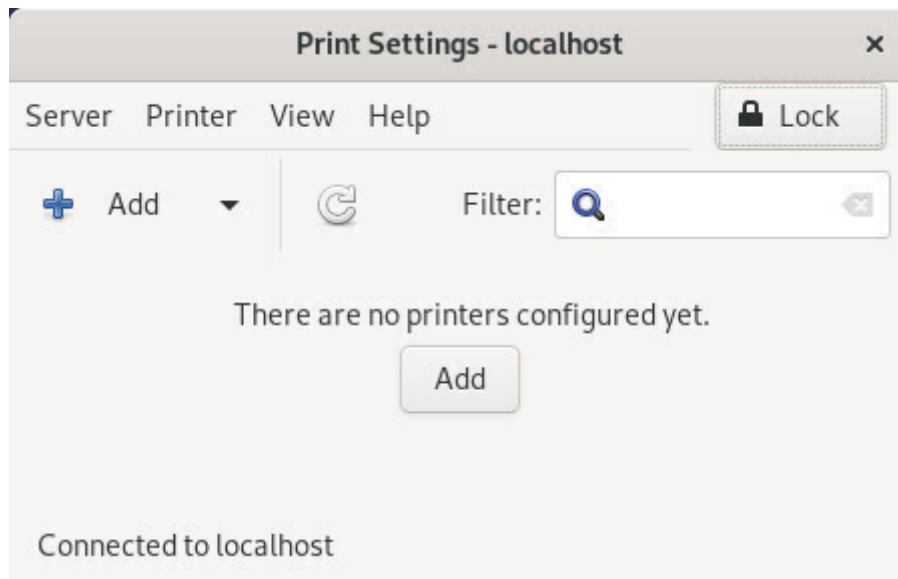 Print Settings - localhost
Server Printer View Help Lock
Add Filter:
There are no printers configured yet.
Add
Connected to localhost